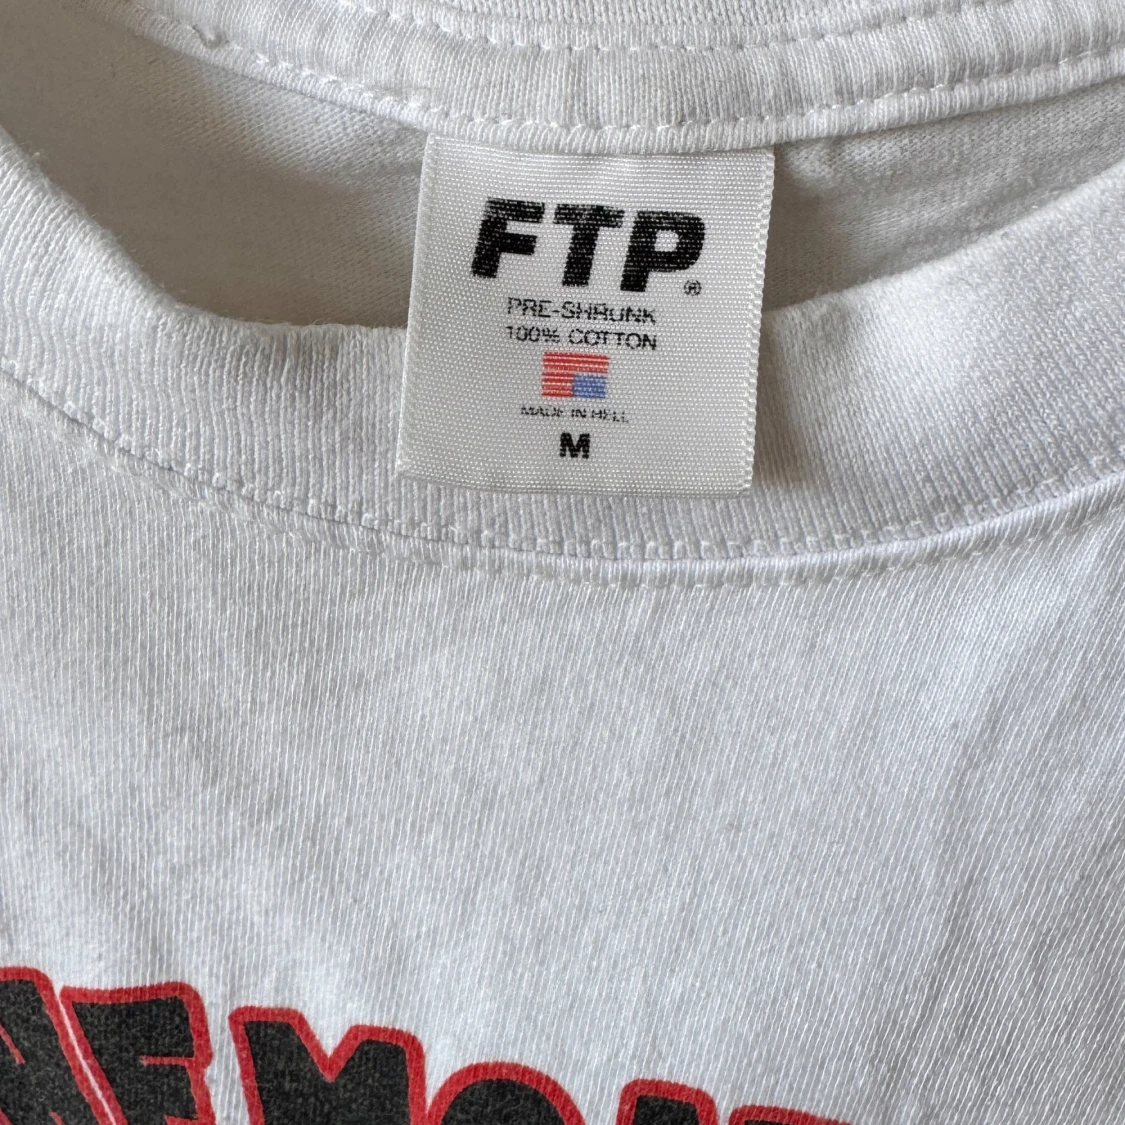 FTP®
PRE-SHRUNK
100% COTTON
MADE IN HELL
M